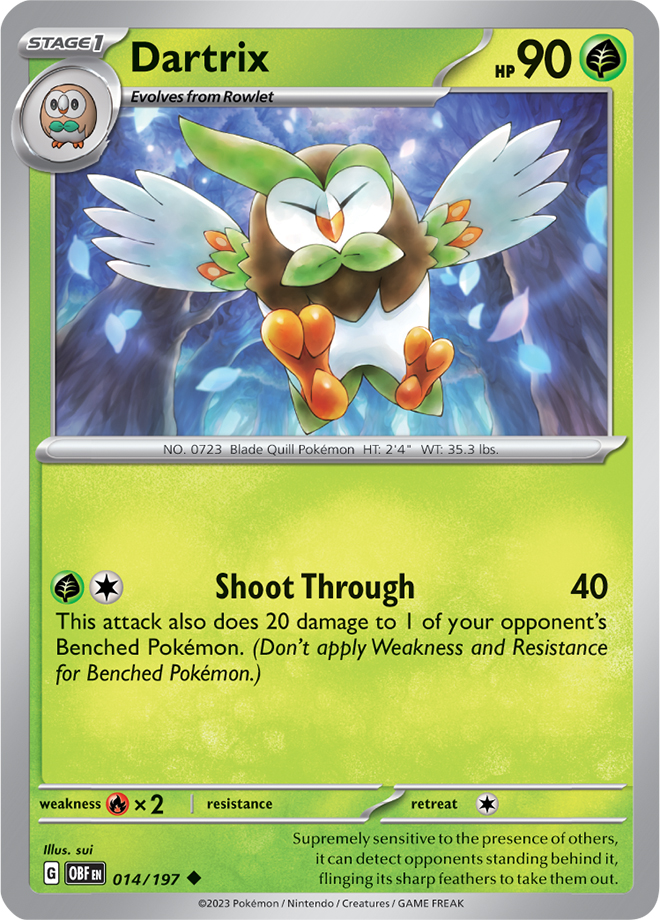 STAGE 1
Dartrix
HP 90
Evolves from Rowlet
NO. 0723 Blade Quill Pokémon HT: 2'4" WT: 35.3 lbs.
Shoot Through 40
This attack also does 20 damage to 1 of your opponent's
Benched Pokémon. (Don't apply Weakness and Resistance
for Benched Pokémon.)
weakness ×2 resistance retreat
Illus. sui
Supremely sensitive to the presence of others,
it can detect opponents standing behind it,
flinging its sharp feathers to take them out.
G OBF EN 014/197
©2023 Pokémon / Nintendo / Creatures / GAME FREAK